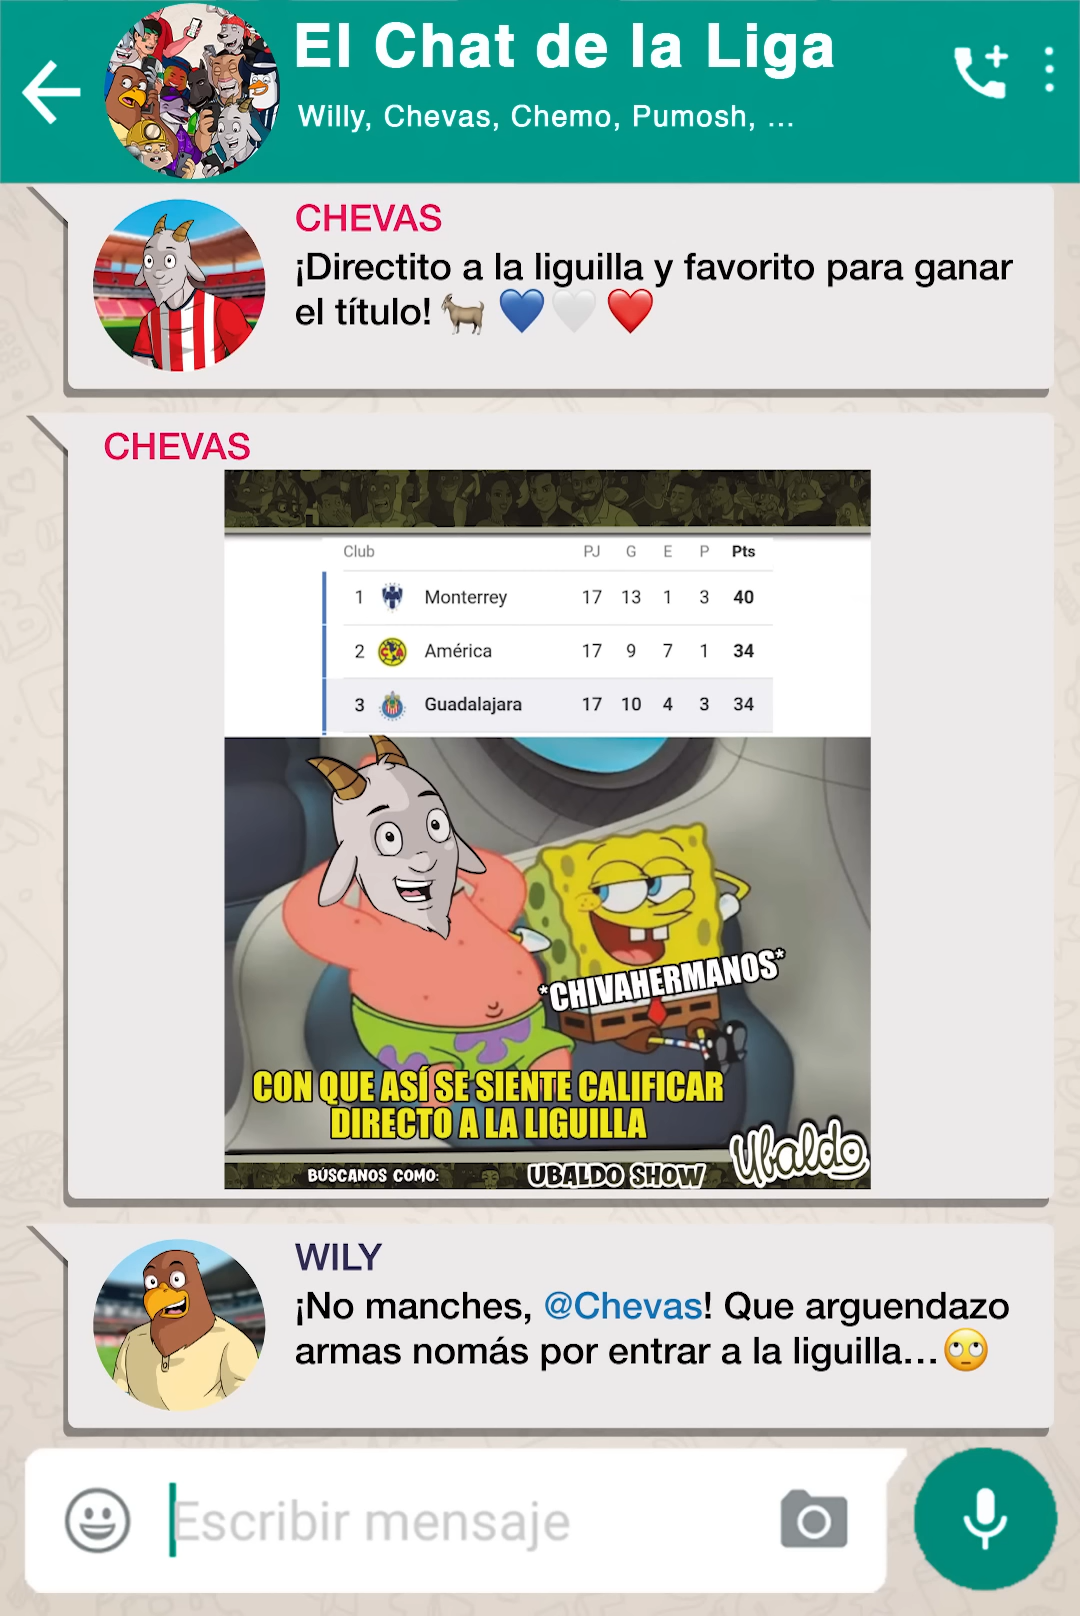 El Chat de la Liga
Willy, Chevas, Chemo, Pumosh, ...
CHEVAS
¡Directito a la liguilla y favorito para ganar
el título! 🐐 💙🤍❤️
CHEVAS
Club PJ G E P Pts
1 Monterrey 17 13 1 3 40
2 América 17 9 7 1 34
3 Guadalajara 17 10 4 3 34
*CHIVAHERMANOS*
CON QUE ASÍ SE SIENTE CALIFICAR
DIRECTO A LA LIGUILLA
BÚSCANOS COMO: UBALDO SHOW Ubaldo
WILY
¡No manches, @Chevas! Que arguendazo
armas nomás por entrar a la liguilla...🙄
Escribir mensaje